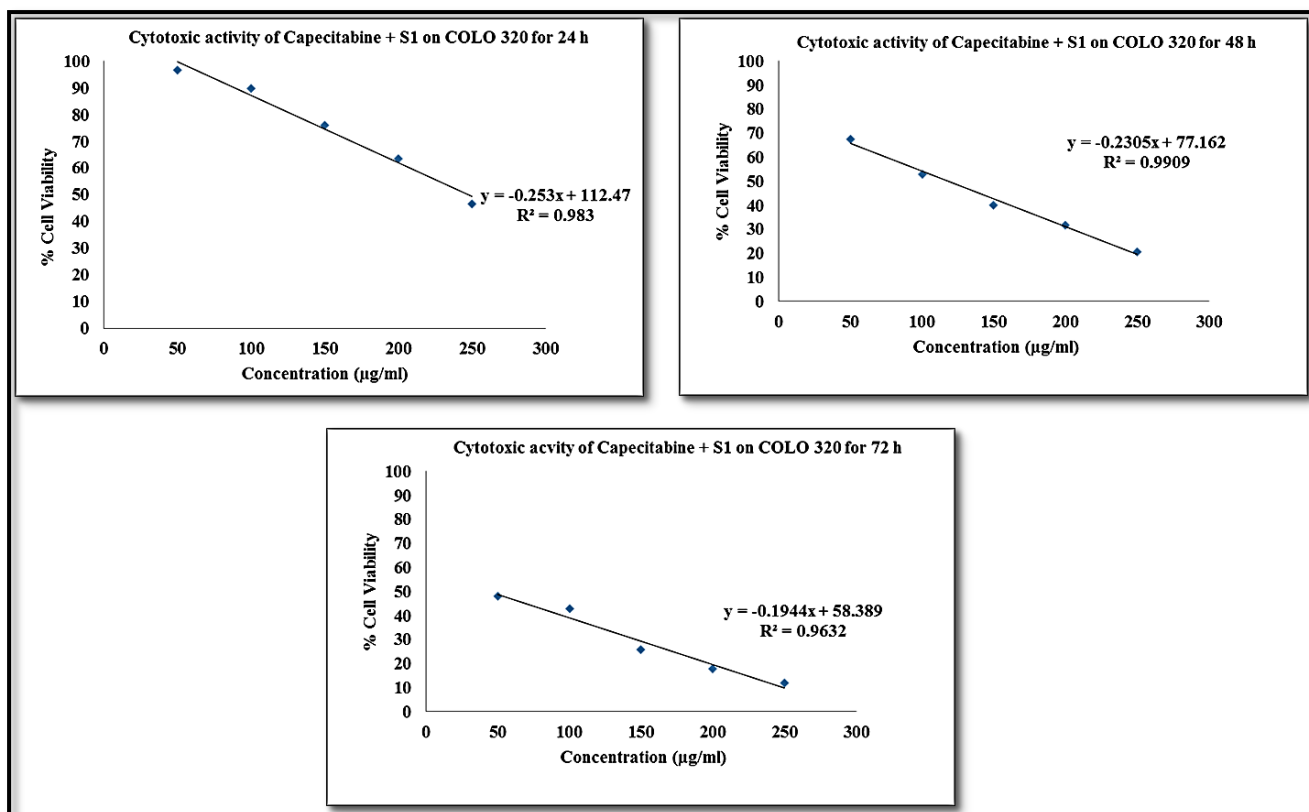 Cytotoxic activity of Capecitabine + S1 on COLO 320 for 24 h
100
90
80
70
60
50
40
30
20
10
0
% Cell Viability
y = -0.253x + 112.47
R² = 0.983
0 50 100 150 200 250 300
Concentration (µg/ml)
Cytotoxic activity of Capecitabine + S1 on COLO 320 for 48 h
100
90
80
70
60
50
40
30
20
10
0
% Cell Viability
y = -0.2305x + 77.162
R² = 0.9909
0 50 100 150 200 250 300
Concentration (µg/ml)
Cytotoxic acvity of Capecitabine + S1 on COLO 320 for 72 h
100
90
80
70
60
50
40
30
20
10
0
% Cell Viability
y = -0.1944x + 58.389
R² = 0.9632
0 50 100 150 200 250 300
Concentration (µg/ml)